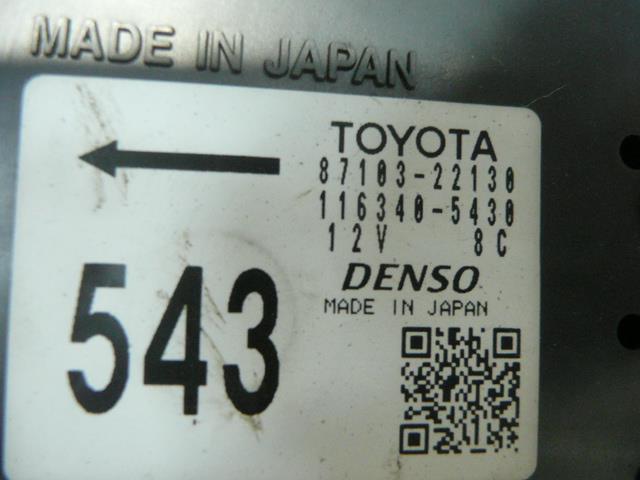 MADE IN JAPAN
TOYOTA
87103-22130
116340-5430
12V 8C
DENSO
MADE IN JAPAN
543